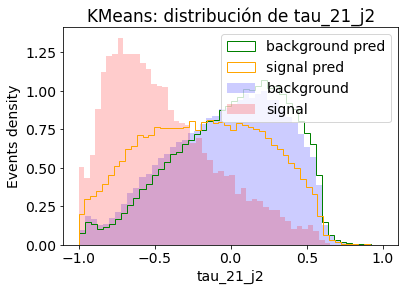 KMeans: distribución de tau_21_j2
background pred
signal pred
background
signal
Events density
1.25
1.00
0.75
0.50
0.25
0.00
−1.0 −0.5 0.0 0.5 1.0
tau_21_j2